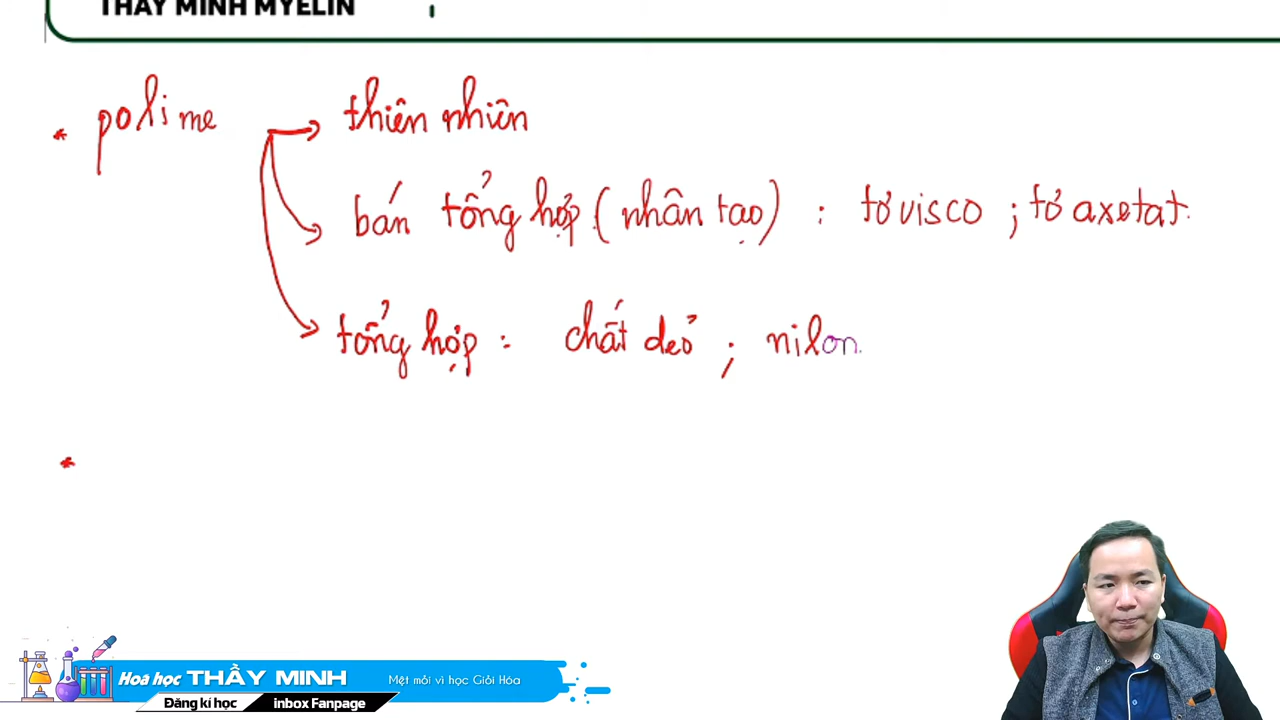 THẦY MINH MYELIN
* polime → thiên nhiên
→ bán tổng hợp (nhân tạo) : tơ visco ; tơ axetat.
→ tổng hợp : chất dẻo ; nilon
*
Hoá học THẦY MINH
Mệt mỏi vì học Giỏi Hóa
Đăng kí học inbox Fanpage